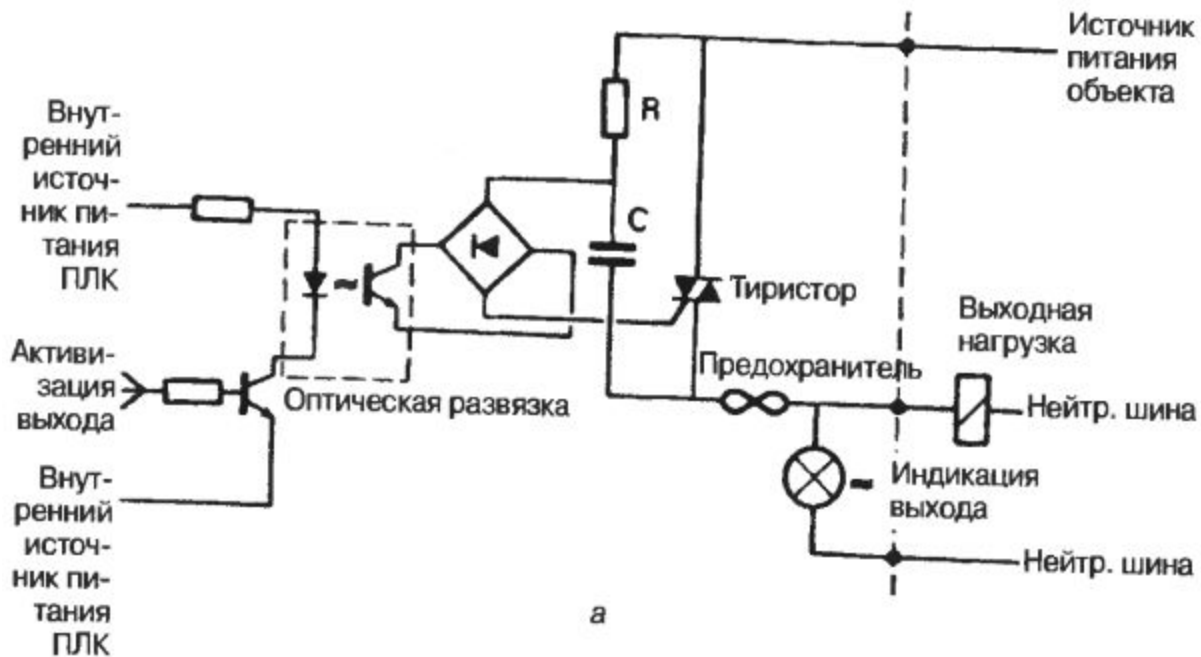 Источник
питания
объекта
Внут-
ренний
источ-
ник пи-
тания
ПЛК
R
C
Тиристор
Выходная
нагрузка
Активи-
зация
выхода
Оптическая развязка
Предохранитель
Нейтр. шина
Внут-
ренний
источ-
ник пи-
тания
ПЛК
≈
≈
Индикация
выхода
Нейтр. шина
а